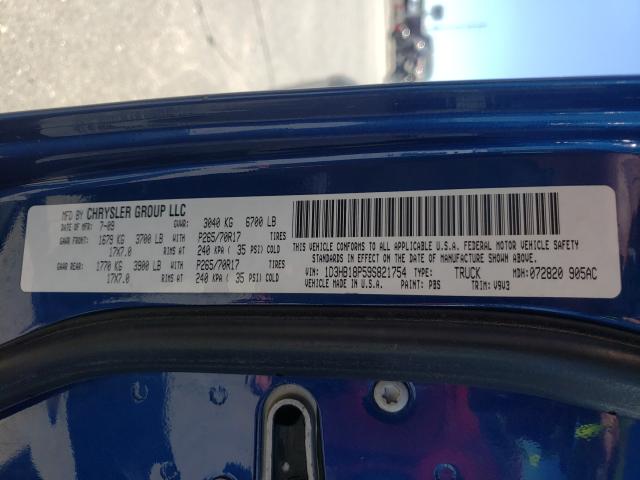 MFD BY CHRYSLER GROUP LLC
DATE OF MFR: 7-09 GVWR: 3040 KG 6700 LB
GAWR FRONT: 1679 KG 3700 LB WITH P265/70R17 TIRES
17X7.0 RIMS AT 240 KPA ( 35 PSI) COLD
GAWR REAR: 1770 KG 3900 LB WITH P265/70R17 TIRES
17X7.0 RIMS AT 240 KPA ( 35 PSI) COLD
THIS VEHICLE CONFORMS TO ALL APPLICABLE U.S.A. FEDERAL MOTOR VEHICLE SAFETY
STANDARDS IN EFFECT ON THE DATE OF MANUFACTURE SHOWN ABOVE.
VIN: 1D3HB18P59S821754 TYPE: TRUCK MDH: 072820 905AC
VEHICLE MADE IN U.S.A. PAINT: PBS TRIM: V9V3